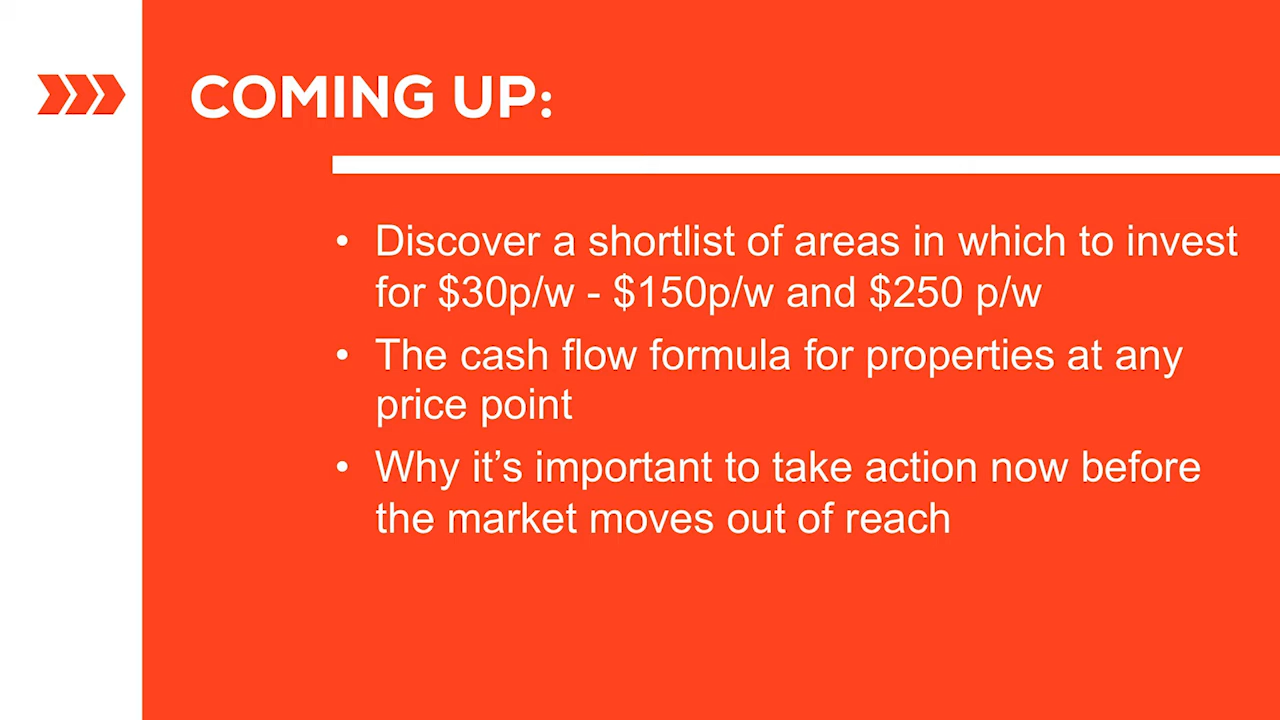 COMING UP:
• Discover a shortlist of areas in which to invest
for $30p/w - $150p/w and $250 p/w
• The cash flow formula for properties at any
price point
• Why it’s important to take action now before
the market moves out of reach